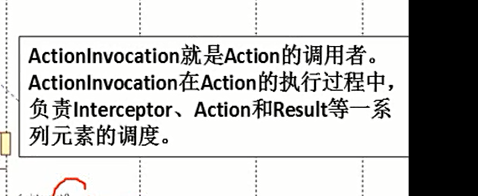 ActionInvocation就是Action的调用者。
ActionInvocation在Action的执行过程中，
负责Interceptor、Action和Result等一系
列元素的调度。